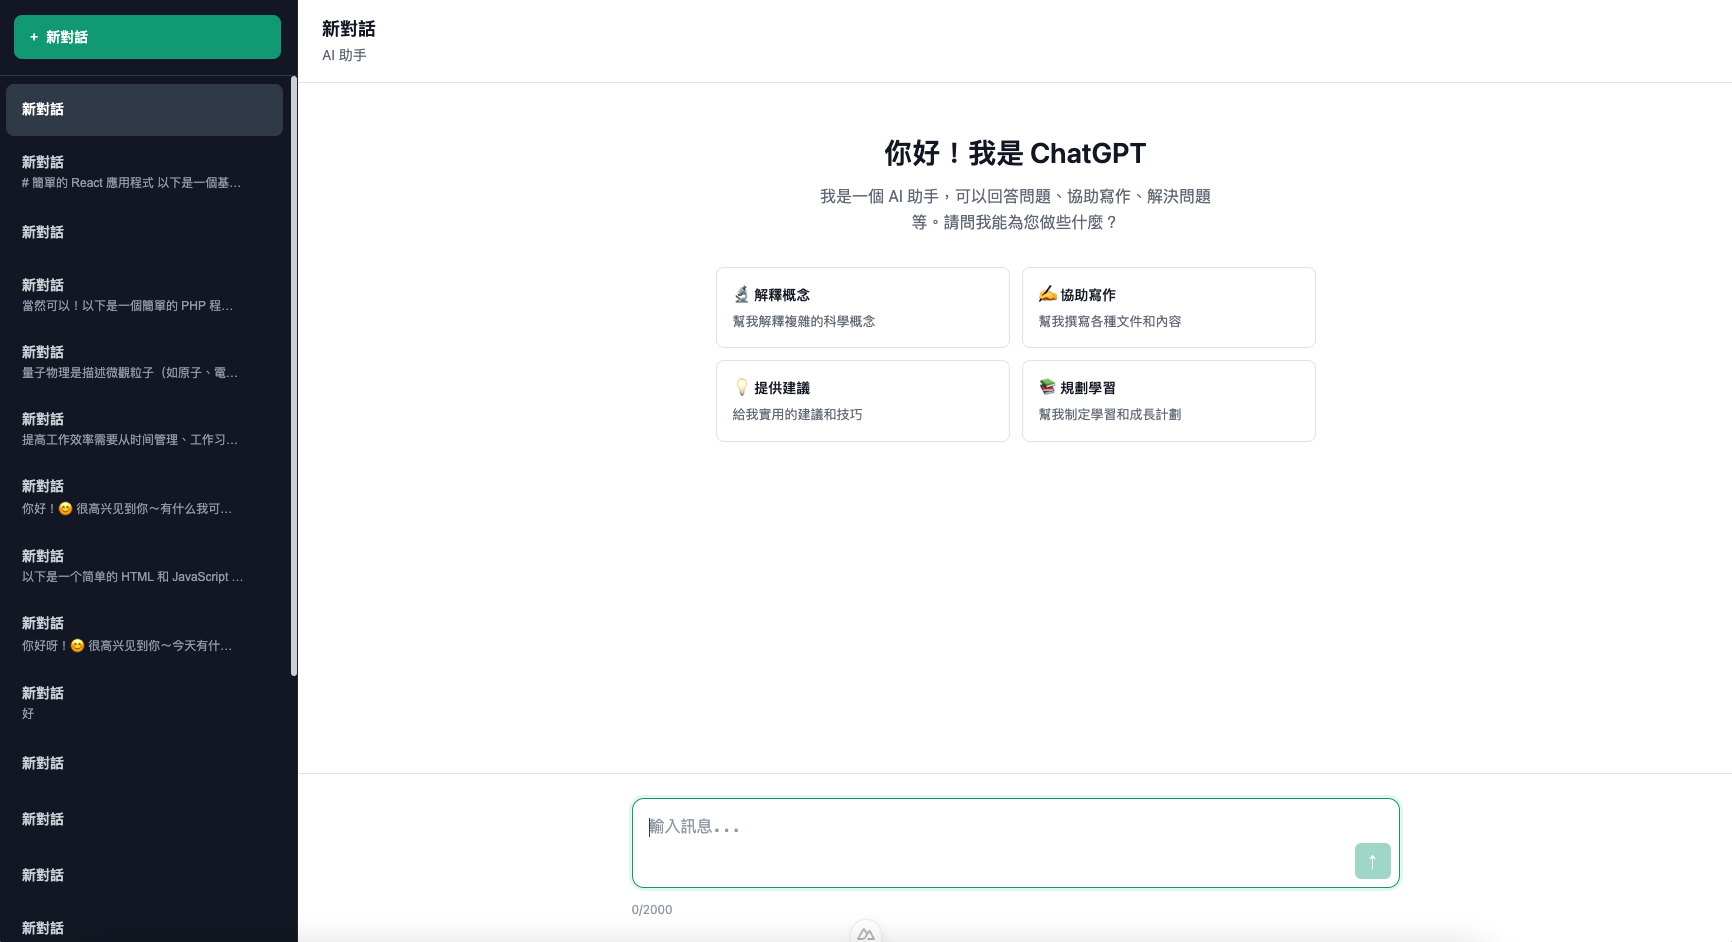 + 新對話
新對話
新對話
# 簡單的 React 應用程式 以下是一個基...
新對話
新對話
當然可以！以下是一個簡單的 PHP 程...
新對話
量子物理是描述微觀粒子（如原子、電...
新對話
提高工作效率需要从时间管理、工作习...
新對話
你好！😊 很高兴见到你～有什么我可...
新對話
以下是一个简单的 HTML 和 JavaScript ...
新對話
你好呀！😊 很高兴见到你～今天有什...
新對話
好
新對話
新對話
新對話
新對話
新對話
AI 助手
你好！我是 ChatGPT
我是一個 AI 助手，可以回答問題、協助寫作、解決問題
等。請問我能為您做些什麼？
🔬 解釋概念
幫我解釋複雜的科學概念
✍️ 協助寫作
幫我撰寫各種文件和內容
💡 提供建議
給我實用的建議和技巧
📚 規劃學習
幫我制定學習和成長計劃
輸入訊息...
↑
0/2000